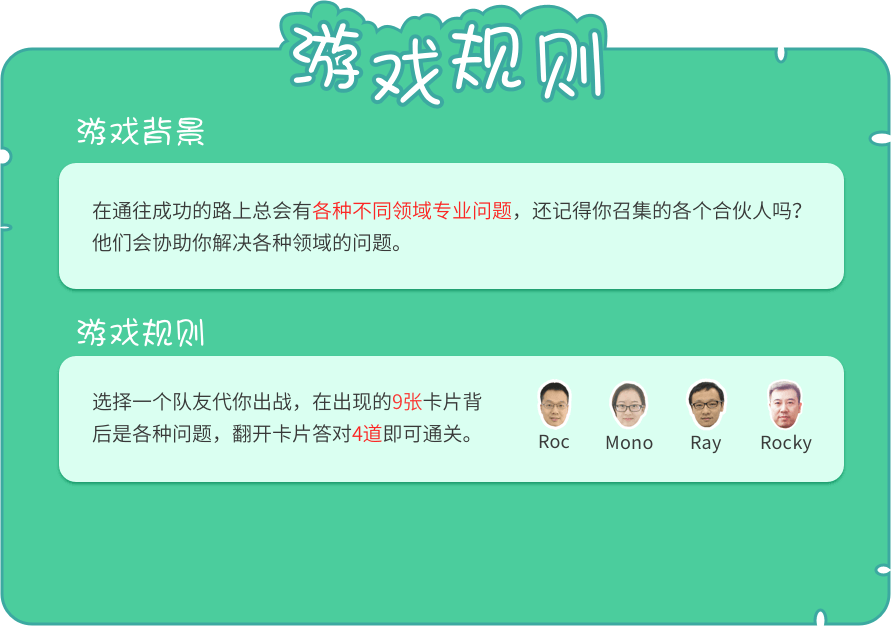 游戏规则
游戏背景
在通往成功的路上总会有各种不同领域专业问题，还记得你召集的各个合伙人吗？
他们会协助你解决各种领域的问题。
游戏规则
选择一个队友代你出战，在出现的9张卡片背
后是各种问题，翻开卡片答对4道即可通关。
Roc Mono Ray Rocky